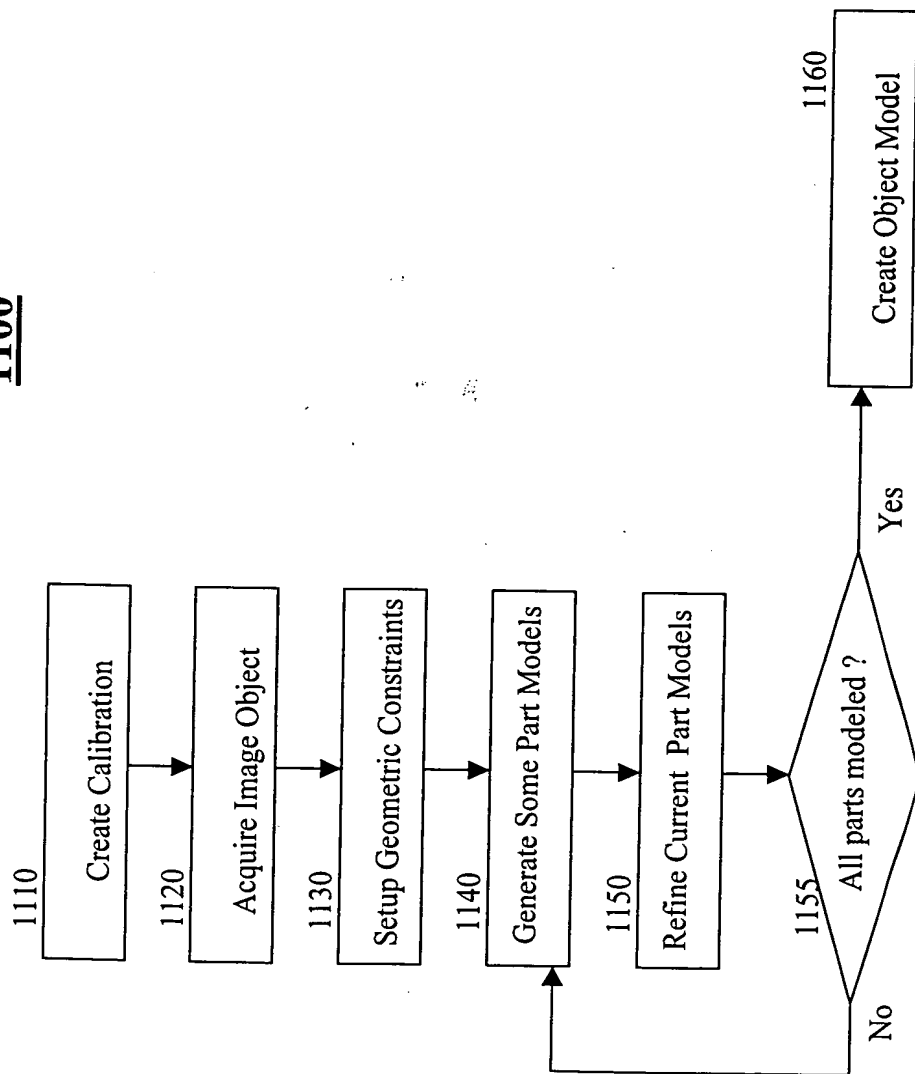 1100
1110
Create Calibration
1120
Acquire Image Object
1130
Setup Geometric Constraints
1140
Generate Some Part Models
1150
Refine Current Part Models
1155
All parts modeled ?
No
Yes
1160
Create Object Model